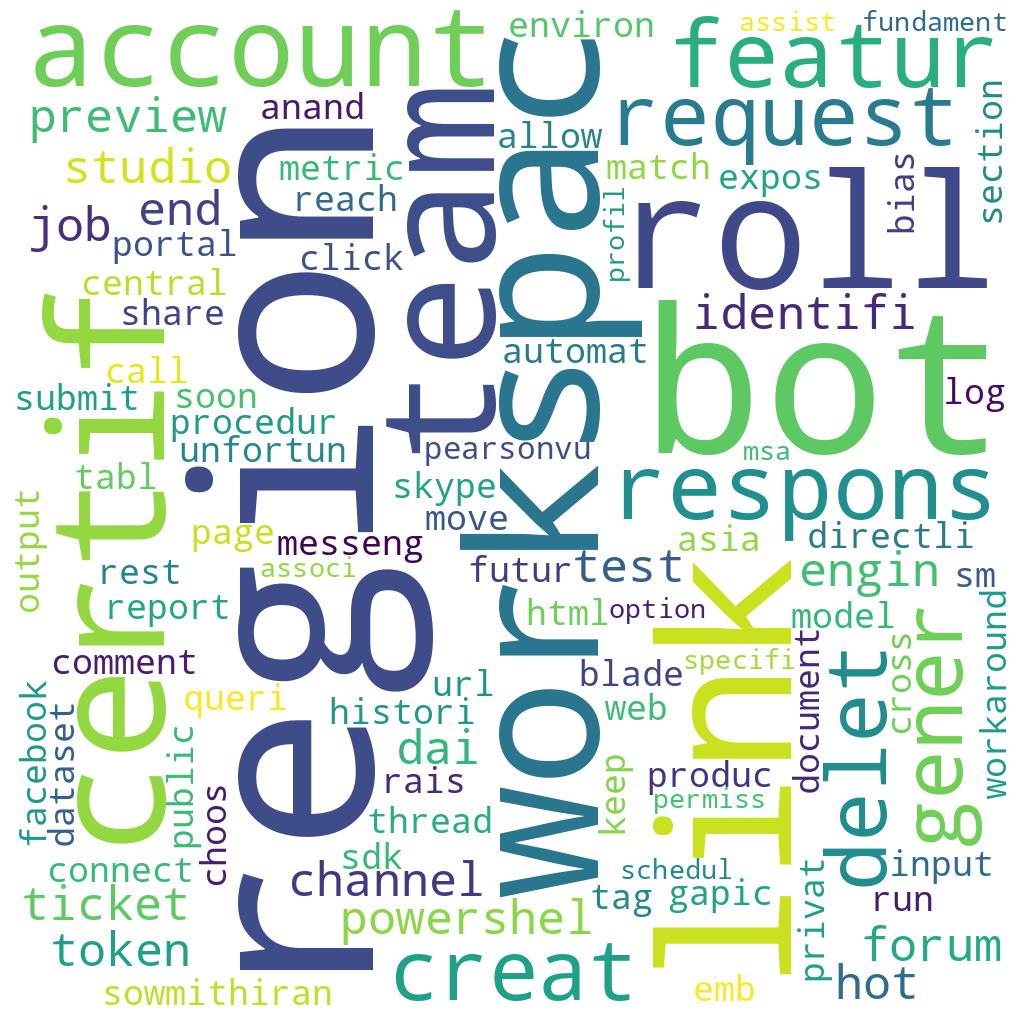 account
environ
assist
fundament
featur
preview
anand
request
allow
studio
metric
match
expos
section
reach
bias
profil
job
end
portal
click
roll
central
share
identifi
region
team
workspac
certif
call
automat
bot
submit
soon
log
procedur
unfortun
pearsonvu
msa
tabl
skype
respons
output
page
messeng
move
asia
directli
rest
associ
futur
test
engin
sm
report
html
option
model
comment
blade
specifi
link
document
delet
cross
gener
workaround
queri
url
histori
web
facebook
dataset
public
dai
rais
produc
choos
keep
permiss
thread
connect
sdk
channel
schedul
input
ticket
powershel
tag
gapic
privat
run
token
forum
creat
sowmithiran
emb
hot